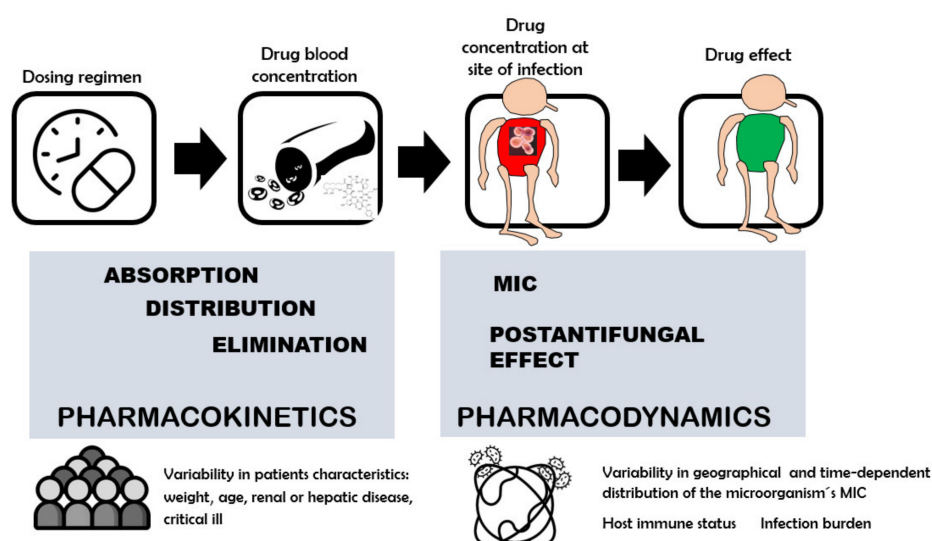 Dosing regimen
Drug blood
concentration
Drug
concentration at
site of infection
Drug effect
ABSORPTION
DISTRIBUTION
ELIMINATION
PHARMACOKINETICS
MIC
POSTANTIFUNGAL
EFFECT
PHARMACODYNAMICS
Variability in patients characteristics:
weight, age, renal or hepatic disease,
critical ill
Variability in geographical and time-dependent
distribution of the microorganism´s MIC
Host immune status Infection burden